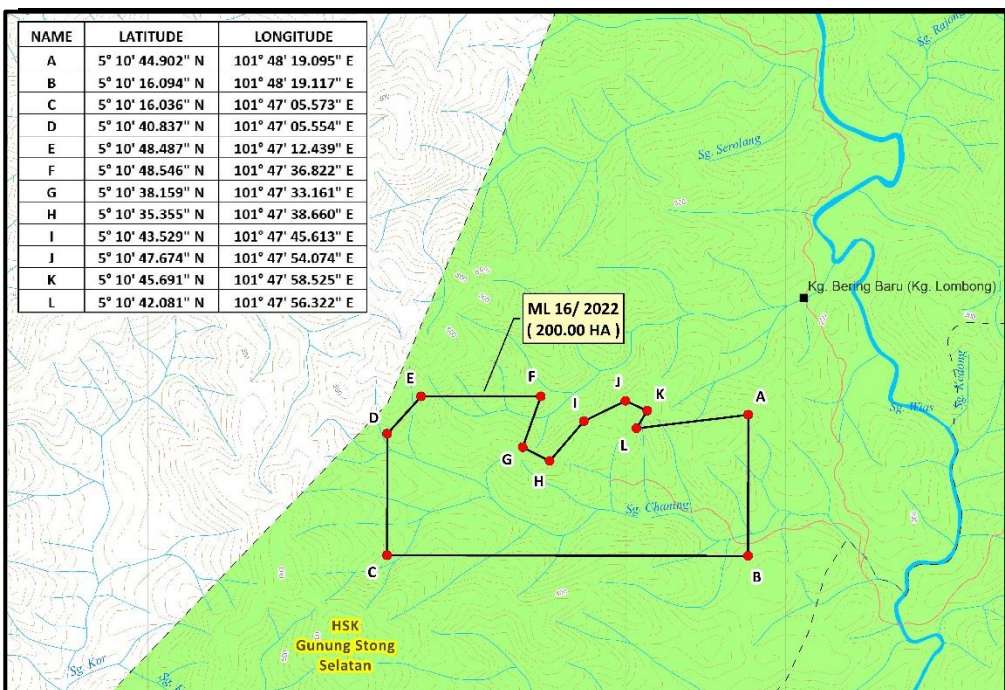 NAME LATITUDE LONGITUDE
A 5° 10' 44.902" N 101° 48' 19.095" E
B 5° 10' 16.094" N 101° 48' 19.117" E
C 5° 10' 16.036" N 101° 47' 05.573" E
D 5° 10' 40.837" N 101° 47' 05.554" E
E 5° 10' 48.487" N 101° 47' 12.439" E
F 5° 10' 48.546" N 101° 47' 36.822" E
G 5° 10' 38.159" N 101° 47' 33.161" E
H 5° 10' 35.355" N 101° 47' 38.660" E
I 5° 10' 43.529" N 101° 47' 45.613" E
J 5° 10' 47.674" N 101° 47' 54.074" E
K 5° 10' 45.691" N 101° 47' 58.525" E
L 5° 10' 42.081" N 101° 47' 56.322" E
Sg. Rajong
Sg. Serolang
Kg. Bering Baru (Kg. Lombong)
ML 16/ 2022
( 200.00 HA )
Sg. Kedong
Sg. Wias
E
F
J
K
A
D
I
L
G
H
Sg. Chaning
C
B
HSK
Gunung Stong
Selatan
Sg. Kor
Sg.